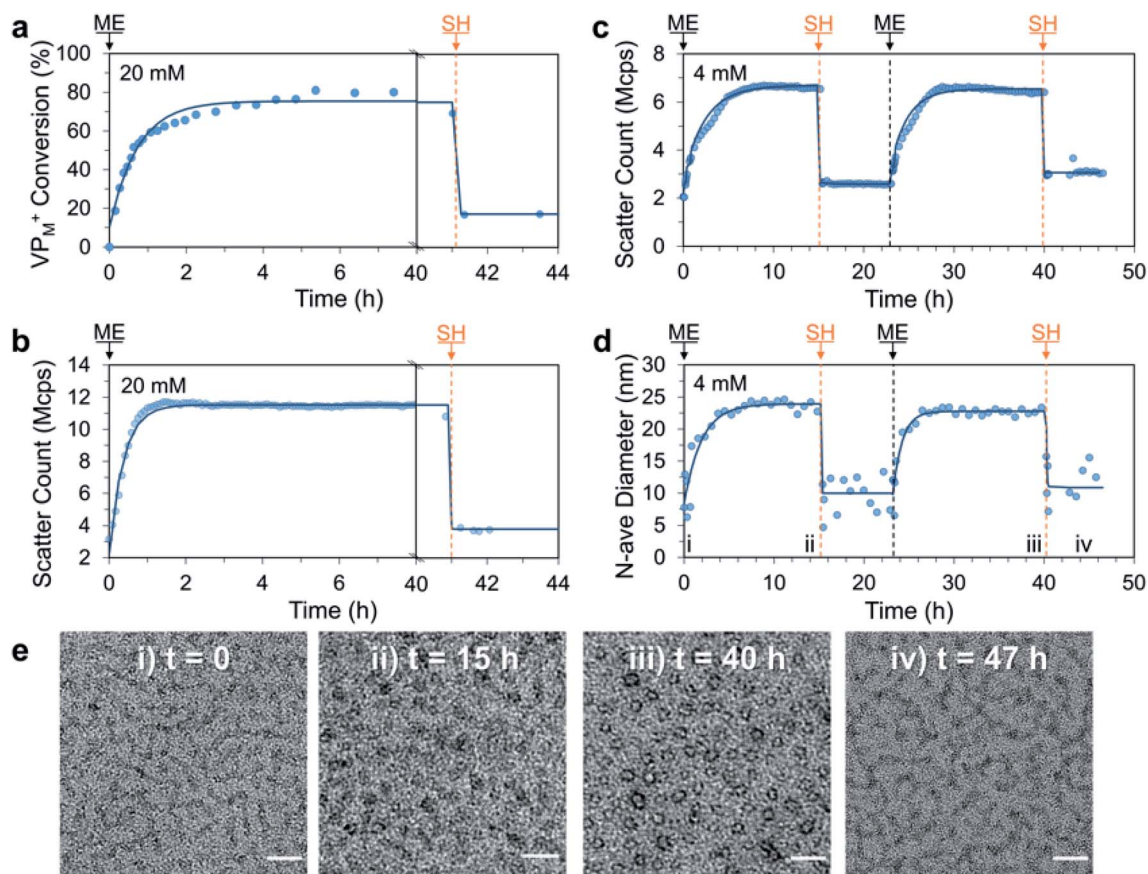 a
ME
SH
20 mM
VP_M^+ Conversion (%)
100
80
60
40
20
0
0 2 4 6 40 42 44
Time (h)
b
ME
SH
20 mM
Scatter Count (Mcps)
14
12
10
8
6
4
2
0 2 4 6 40 42 44
Time (h)
c
ME SH ME SH
4 mM
Scatter Count (Mcps)
8
6
4
2
0
0 10 20 30 40 50
Time (h)
d
ME SH ME SH
4 mM
N-ave Diameter (nm)
30
25
20
15
10
5
0
i ii iii iv
0 10 20 30 40 50
Time (h)
e
i) t = 0
ii) t = 15 h
iii) t = 40 h
iv) t = 47 h